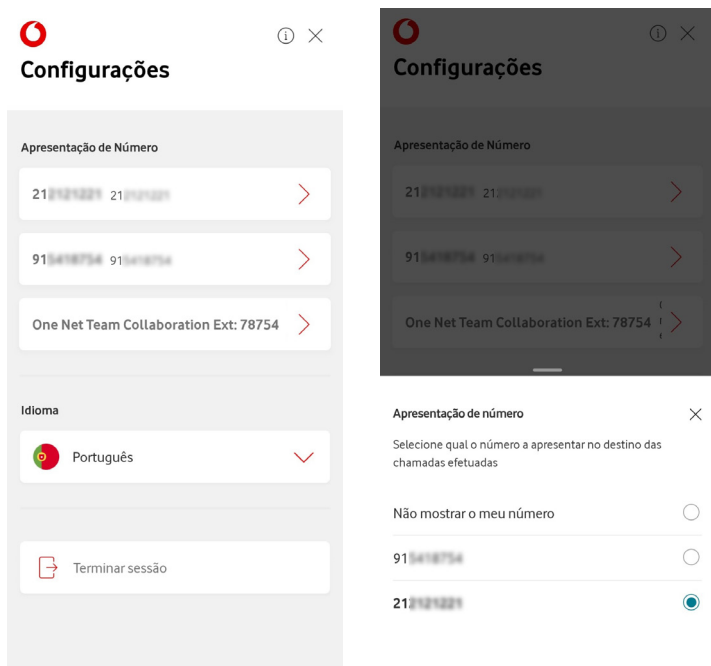 Configurações
Apresentação de Número
21 21
91 91
One Net Team Collaboration Ext: 78754
Idioma
Português
Terminar sessão
Configurações
Apresentação de Número
21 21
91 91
One Net Team Collaboration Ext: 78754
Apresentação de número
Selecione qual o número a apresentar no destino das
chamadas efetuadas
Não mostrar o meu número
91
21